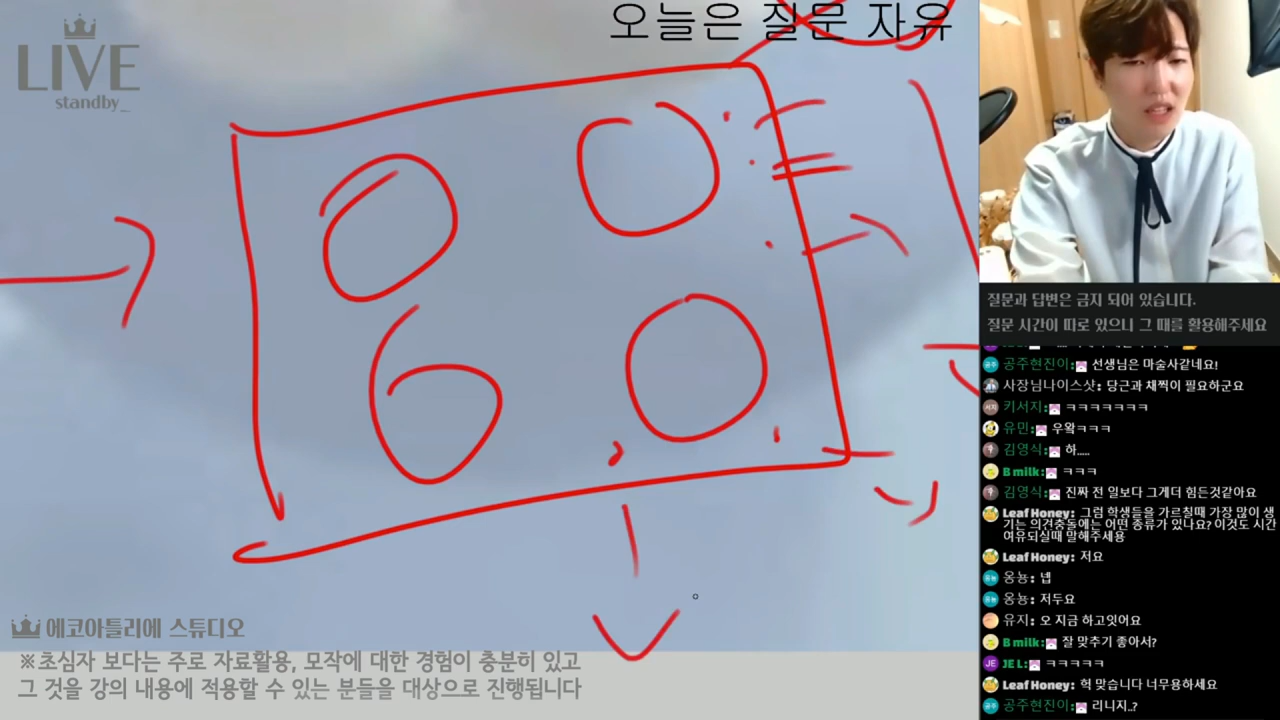 오늘은 질문 자유
LIVE
standby_
에코아틀리에 스튜디오
※초심자 보다는 주로 자료활용, 모작에 대한 경험이 충분히 있고
그 것을 강의 내용에 적용할 수 있는 분들을 대상으로 진행됩니다
질문과 답변은 금지 되어 있습니다.
질문 시간이 따로 있으니 그 때를 활용해주세요
공주현진이: 선생님은 마술사같네요!
사장님나이스샷: 당근과 채찍이 필요하군요
키서지: ㅋㅋㅋㅋㅋㅋㅋ
유민: 우왘ㅋㅋㅋ
김영식: 하.....
B milk: ㅋㅋㅋ
김영식: 진짜 전 일보다 그게더 힘든것같아요
Leaf Honey: 그럼 학생들을 가르칠때 가장 많이 생
기는 의견충돌에는 어떤 종류가 있나요? 이것도 시간
여유되실때 말해주세용
Leaf Honey: 저요
옹뇽: 넵
옹뇽: 저두요
유지: 오 지금 하고잇어요
B milk: 잘 맞추기 좋아서?
JE L: ㅋㅋㅋㅋㅋ
Leaf Honey: 헉 맞습니다 너무용하세요
공주현진이: 리니지..?